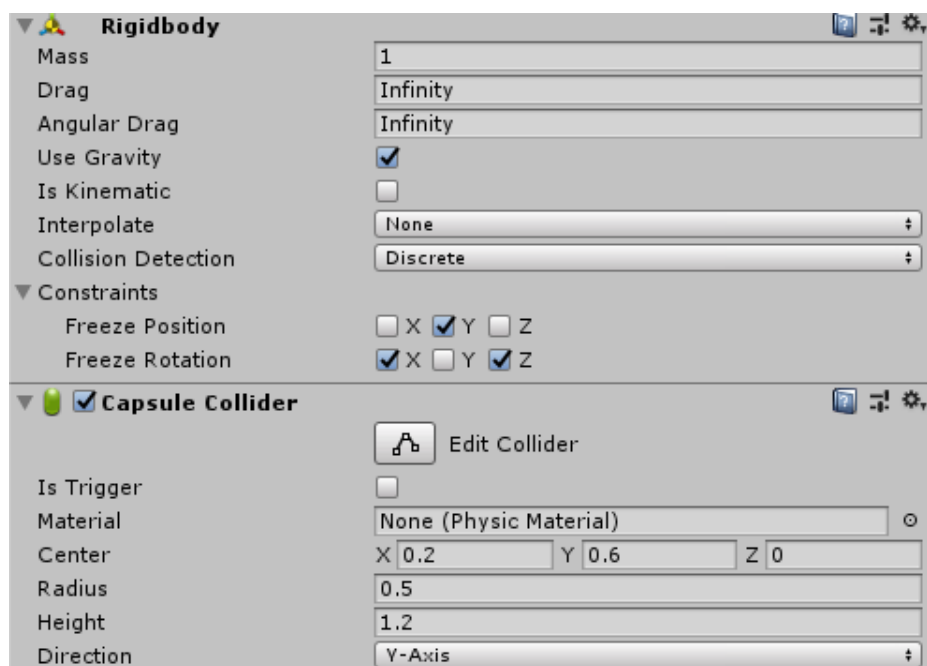 Rigidbody
Mass 1
Drag Infinity
Angular Drag Infinity
Use Gravity
Is Kinematic
Interpolate None
Collision Detection Discrete
Constraints
Freeze Position X Y Z
Freeze Rotation X Y Z
Capsule Collider
Edit Collider
Is Trigger
Material None (Physic Material)
Center X 0.2 Y 0.6 Z 0
Radius 0.5
Height 1.2
Direction Y-Axis